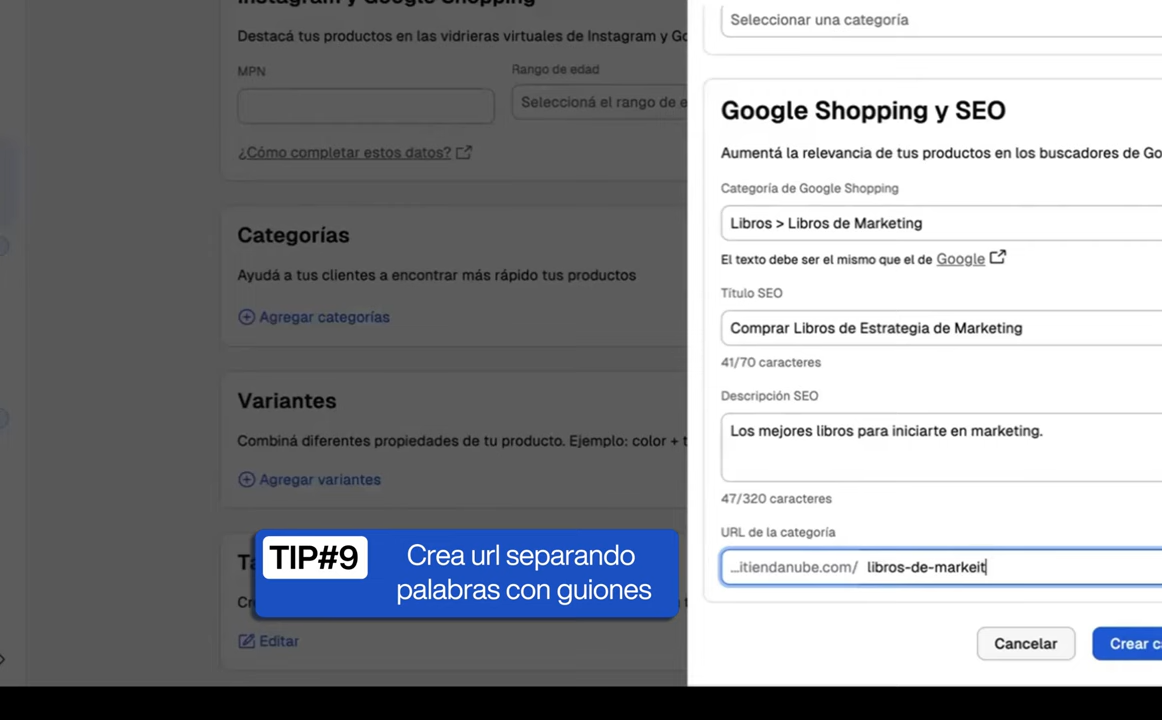 Instagram y Google Shopping
Destacá tus productos en las vidrieras virtuales de Instagram y Go
MPN
Rango de edad
Seleccioná el rango de e
¿Cómo completar estos datos?
Categorías
Ayudá a tus clientes a encontrar más rápido tus productos
Agregar categorías
Variantes
Combiná diferentes propiedades de tu producto. Ejemplo: color + t
Agregar variantes
TIP#9
Crea url separando
palabras con guiones
Editar
Seleccionar una categoría
Google Shopping y SEO
Aumentá la relevancia de tus productos en los buscadores de Go
Categoría de Google Shopping
Libros > Libros de Marketing
El texto debe ser el mismo que el de Google
Título SEO
Comprar Libros de Estrategia de Marketing
41/70 caracteres
Descripción SEO
Los mejores libros para iniciarte en marketing.
47/320 caracteres
URL de la categoría
...itiendanube.com/ libros-de-markeit
Cancelar
Crear c